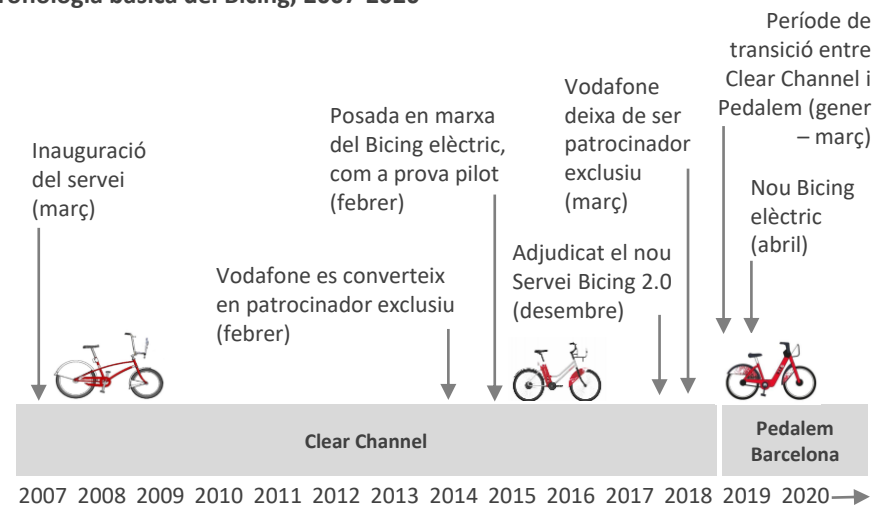 Cronologia bàsica del Bicing, 2007-2020
Inauguració
del servei
(març)
Vodafone es converteix
en patrocinador exclusiu
(febrer)
Posada en marxa
del Bicing elèctric,
com a prova pilot
(febrer)
Adjudicat el nou
Servei Bicing 2.0
(desembre)
Vodafone
deixa de ser
patrocinador
exclusiu
(març)
Període de
transició entre
Clear Channel i
Pedalem (gener
– març)
Nou Bicing
elèctric
(abril)
Clear Channel
Pedalem
Barcelona
2007 2008 2009 2010 2011 2012 2013 2014 2015 2016 2017 2018 2019 2020